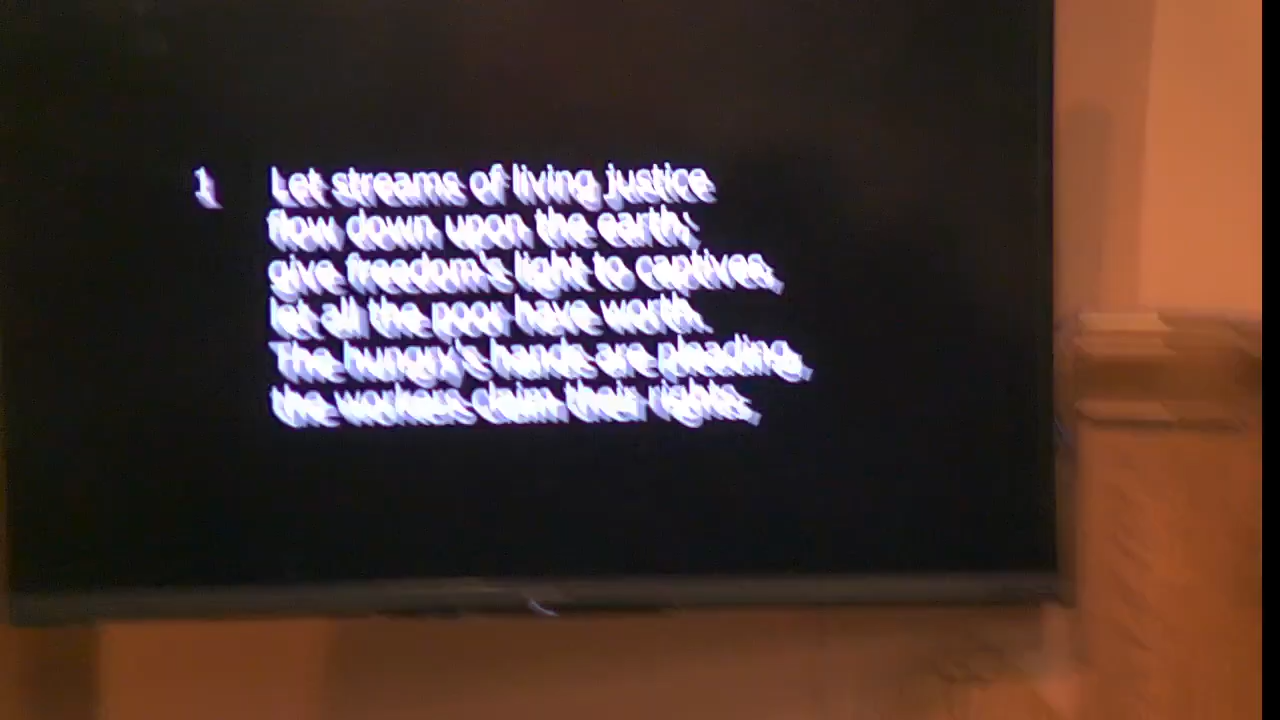 1 Let streams of living justice
flow down upon the earth;
give freedom's light to captives,
let all the poor have worth.
The hungry's hands are pleading,
the workers claim their rights,